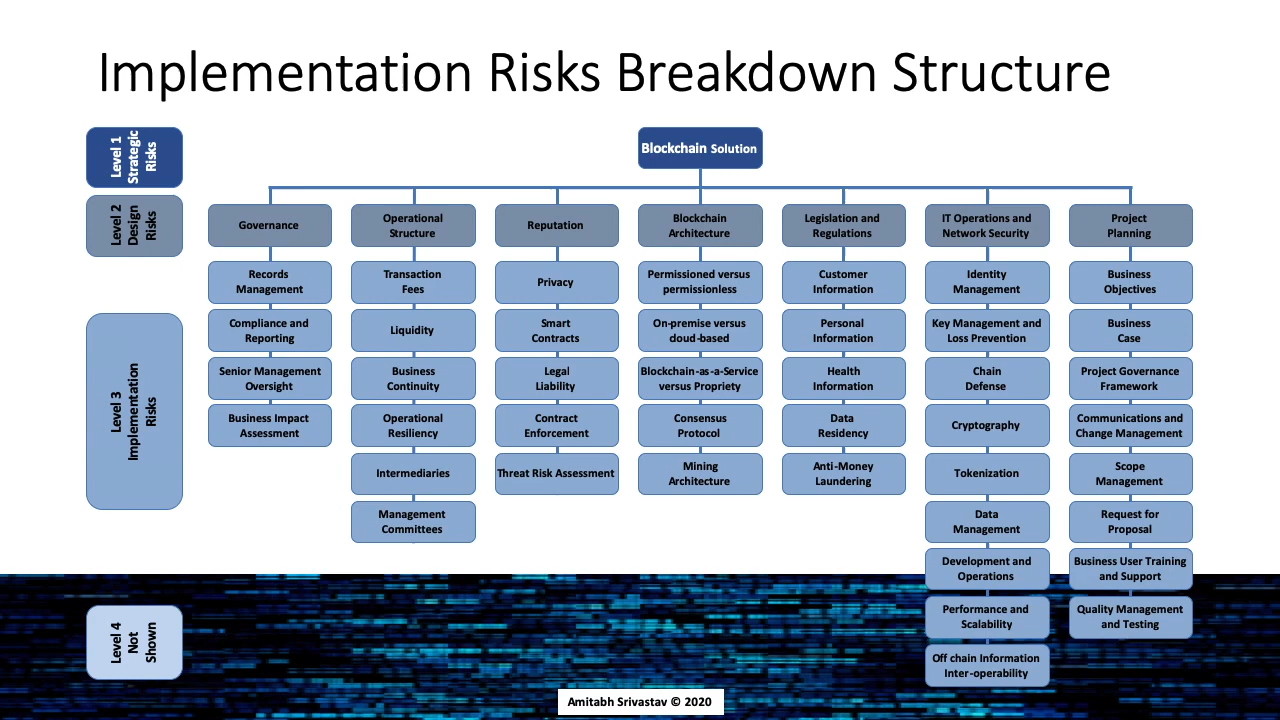 Implementation Risks Breakdown Structure
Level 1
Strategic
Risks
Blockchain Solution
Level 2
Design
Risks
Governance
Operational
Structure
Reputation
Blockchain
Architecture
Legislation and
Regulations
IT Operations and
Network Security
Project
Planning
Level 3
Implementation
Risks
Records
Management
Compliance and
Reporting
Senior Management
Oversight
Business Impact
Assessment
Transaction
Fees
Liquidity
Business
Continuity
Operational
Resiliency
Intermediaries
Management
Committees
Privacy
Smart
Contracts
Legal
Liability
Contract
Enforcement
Threat Risk Assessment
Permissioned versus
permissionless
On-premise versus
cloud-based
Blockchain-as-a-Service
versus Propriety
Consensus
Protocol
Mining
Architecture
Customer
Information
Personal
Information
Health
Information
Data
Residency
Anti-Money
Laundering
Identity
Management
Key Management and
Loss Prevention
Chain
Defense
Cryptography
Tokenization
Data
Management
Development and
Operations
Performance and
Scalability
Off chain Information
Inter-operability
Business
Objectives
Business
Case
Project Governance
Framework
Communications and
Change Management
Scope
Management
Request for
Proposal
Business User Training
and Support
Quality Management
and Testing
Level 4
Not
Shown
Amitabh Srivastav © 2020